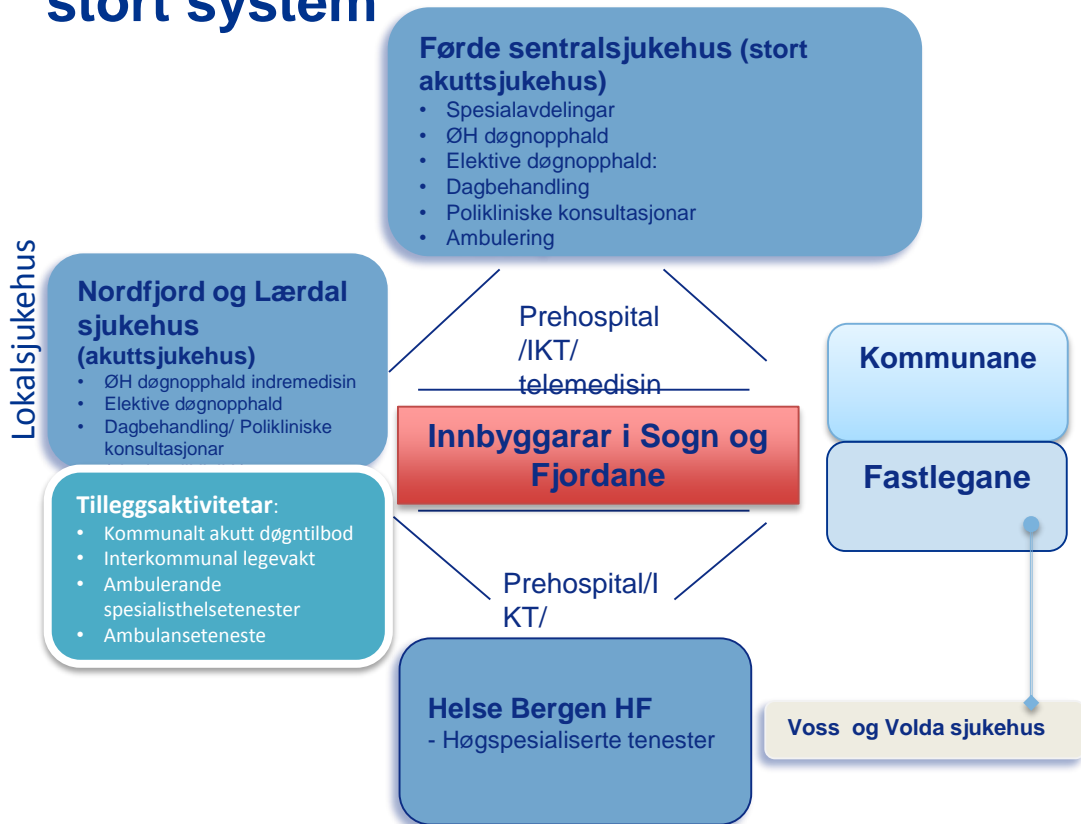 stort system
Førde sentralsjukehus (stort
akuttsjukehus)
• Spesialavdelingar
• ØH døgnopphald
• Elektive døgnopphald:
• Dagbehandling
• Polikliniske konsultasjonar
• Ambulering
Lokalsjukehus
Nordfjord og Lærdal
sjukehus
(akuttsjukehus)
• ØH døgnopphald indremedisin
• Elektive døgnopphald
• Dagbehandling/ Polikliniske
konsultasjonar
Tilleggsaktivitetar:
• Kommunalt akutt døgntilbod
• Interkommunal legevakt
• Ambulerande
spesialisthelsetenester
• Ambulanseteneste
Prehospital
/IKT/
telemedisin
Innbyggarar i Sogn og
Fjordane
Prehospital/I
KT/
Kommunane
Fastlegane
Helse Bergen HF
- Høgspesialiserte tenester
Voss og Volda sjukehus